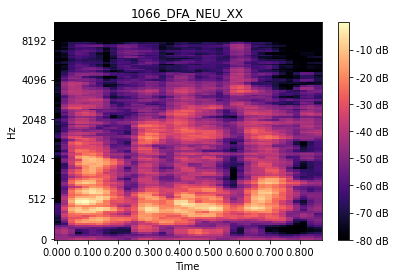 1066_DFA_NEU_XX
8192
4096
2048
1024
512
0
Hz
0.000 0.100 0.200 0.300 0.400 0.500 0.600 0.700 0.800
Time
-10 dB
-20 dB
-30 dB
-40 dB
-50 dB
-60 dB
-70 dB
-80 dB